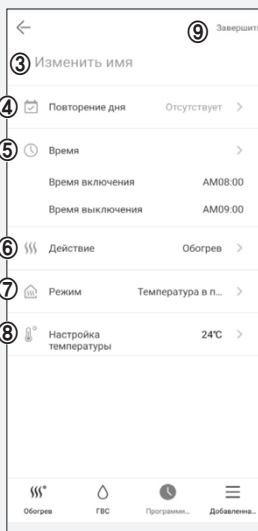 ⑨ Завершить
③ Изменить имя
④ Повторение дня Отсутствует
⑤ Время
Время включения AM08:00
Время выключения AM09:00
⑥ Действие Обогрев
⑦ Режим Температура в п...
⑧ Настройка 24℃
температуры
Обогрев ГВС Программи... Добавленна...